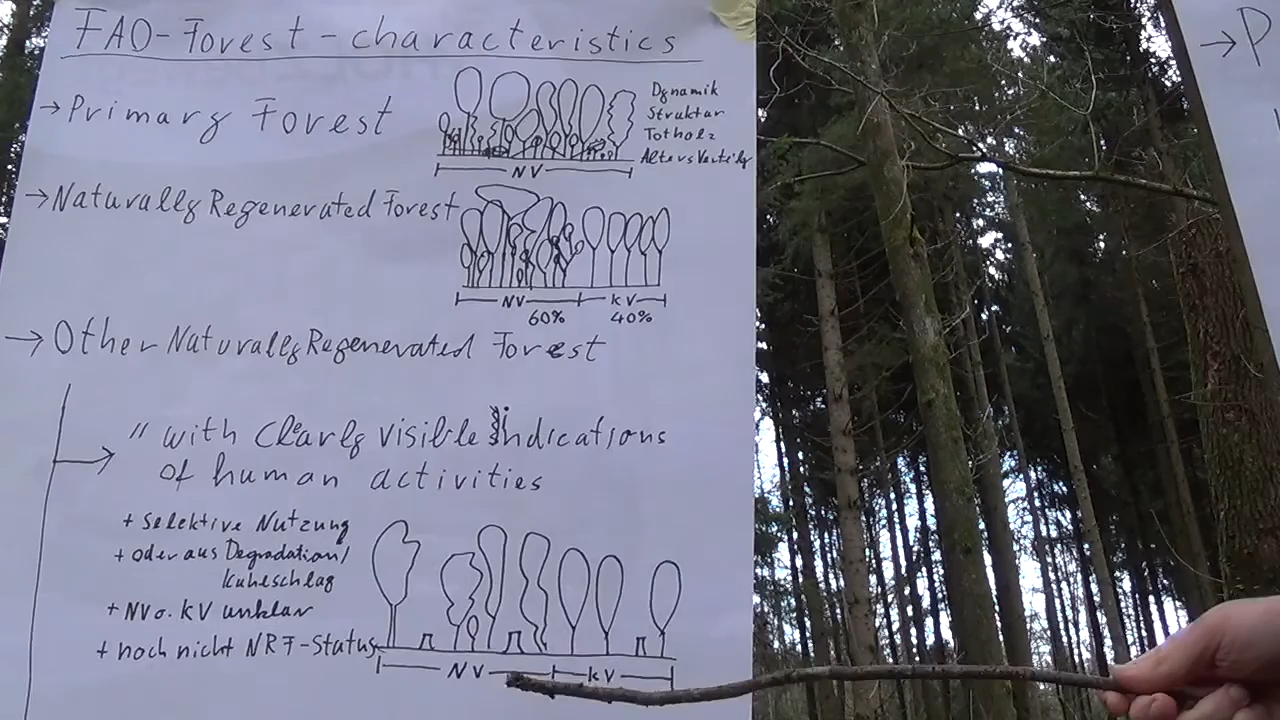 FAO-Forest-characteristics
→ Primary Forest
Dynamik
Struktur
Totholz
Altersverteilg
NV
→ Naturally Regenerated Forest
NV kV
60% 40%
→ Other Naturally Regenerated Forest
→ " with Clearly visible indications
of human activities
+ selektive Nutzung
+ oder aus Degradation/
+ NV o. kV unklar
+ noch nicht NRF-Status
NV kV
→ P